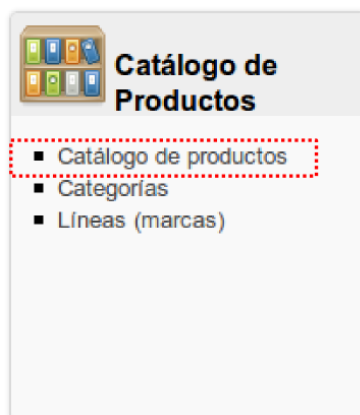 Catálogo de
Productos
Catálogo de productos
Categorías
Líneas (marcas)